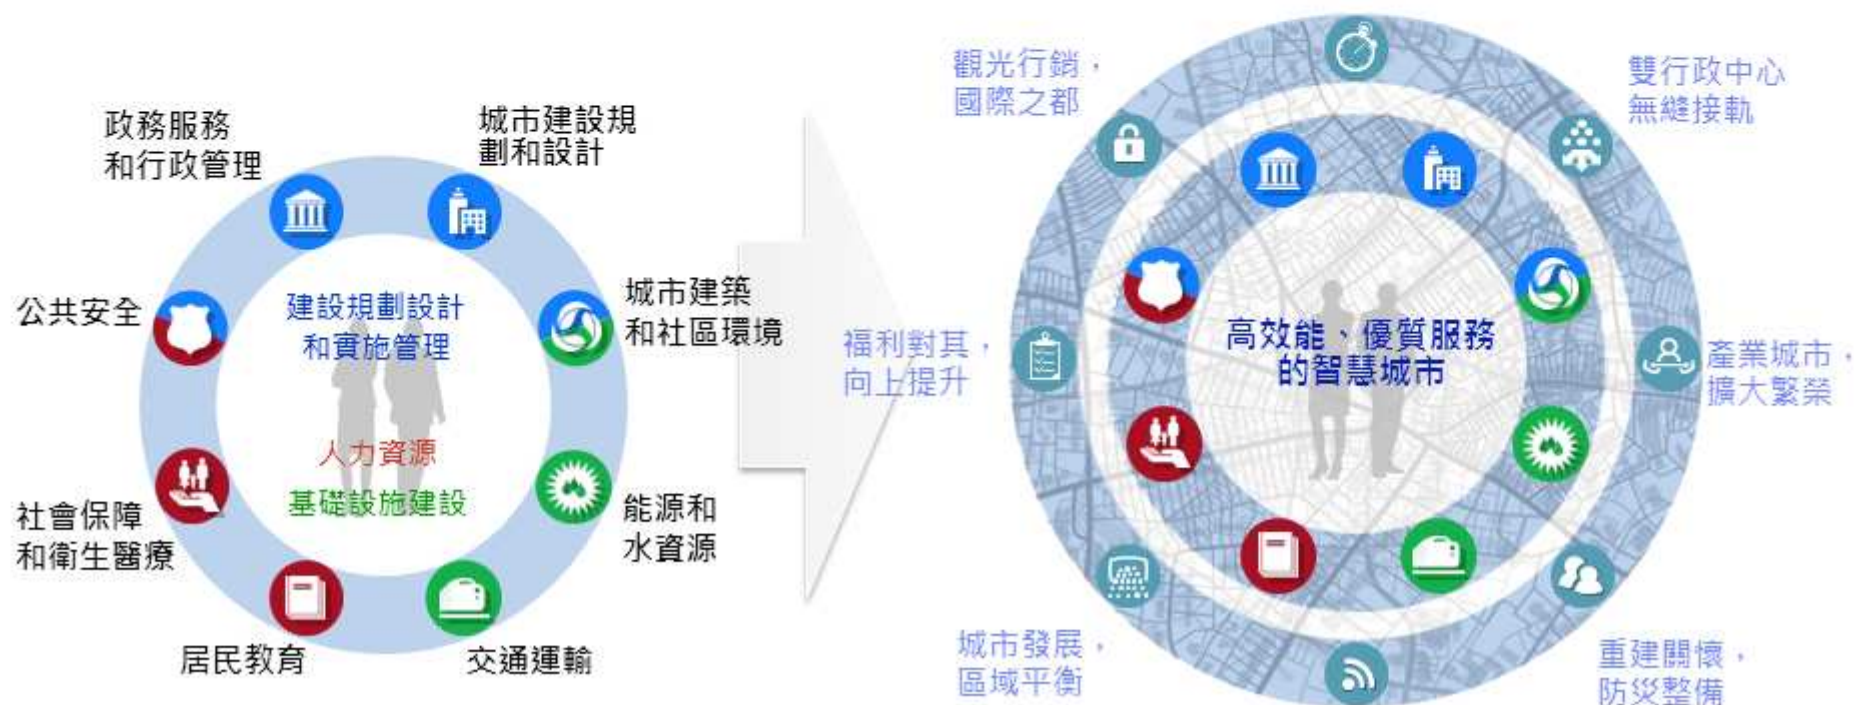 政務服務
和行政管理
城市建設規
劃和設計
公共安全
建設規劃設計
和實施管理
城市建築
和社區環境
人力資源
基礎設施建設
社會保障
和衛生醫療
能源和
水資源
居民教育
交通運輸
觀光行銷，
國際之都
雙行政中心
無縫接軌
福利對其，
向上提升
高效能、優質服務
的智慧城市
產業城市，
擴大繁榮
城市發展，
區域平衡
重建關懷，
防災整備